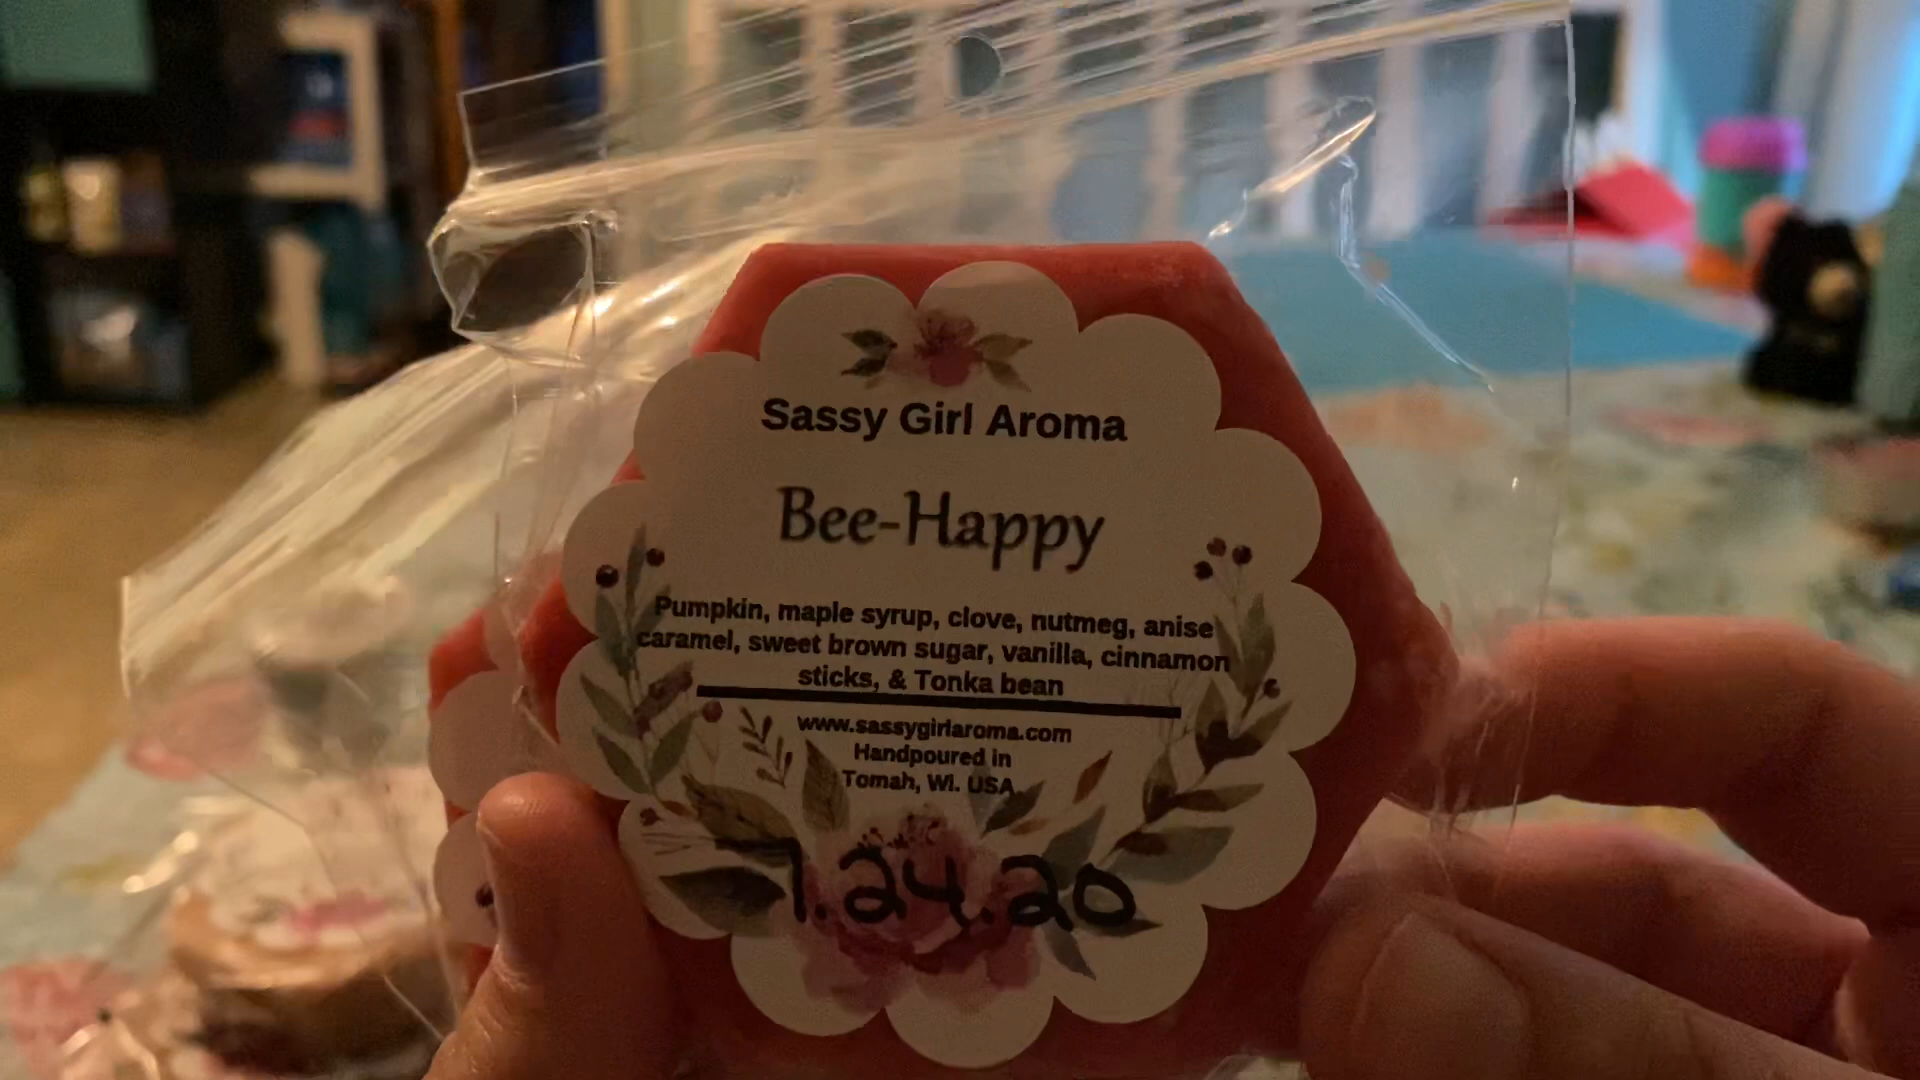 Sassy Girl Aroma
Bee-Happy
Pumpkin, maple syrup, clove, nutmeg, anise
caramel, sweet brown sugar, vanilla, cinnamon
sticks, & Tonka bean
www.sassygirlaroma.com
Handpoured in
Tomah, WI. USA
7.24.20